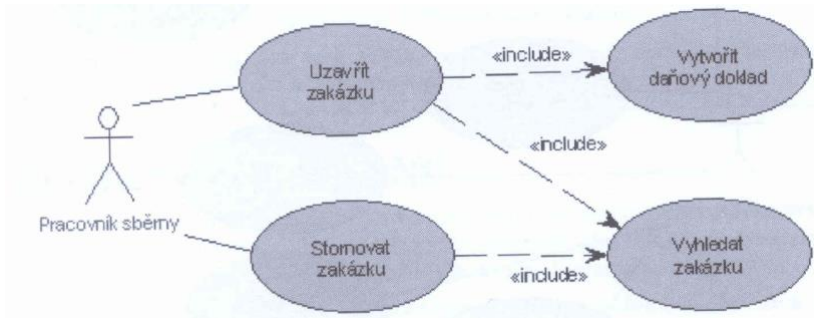 Uzavřít
zakázku
«include»
Vytvořit
daňový doklad
«include»
Pracovník sběrny
Stornovat
zakázku
«include»
Vyhledat
zakázku